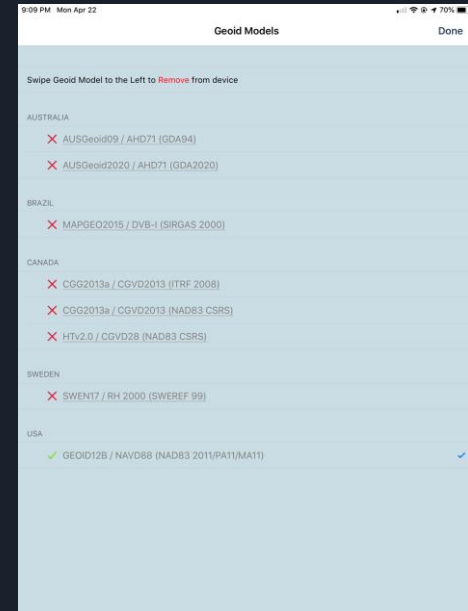 9:09 PM Mon Apr 22
70%
Geoid Models
Done
Swipe Geoid Model to the Left to Remove from device
AUSTRALIA
AUSGeoid09 / AHD71 (GDA94)
AUSGeoid2020 / AHD71 (GDA2020)
BRAZIL
MAPGEO2015 / DVB-I (SIRGAS 2000)
CANADA
CGG2013a / CGVD2013 (ITRF 2008)
CGG2013a / CGVD2013 (NAD83 CSRS)
HTv2.0 / CGVD28 (NAD83 CSRS)
SWEDEN
SWEN17 / RH 2000 (SWEREF 99)
USA
GEOID12B / NAVD88 (NAD83 2011/PA11/MA11)